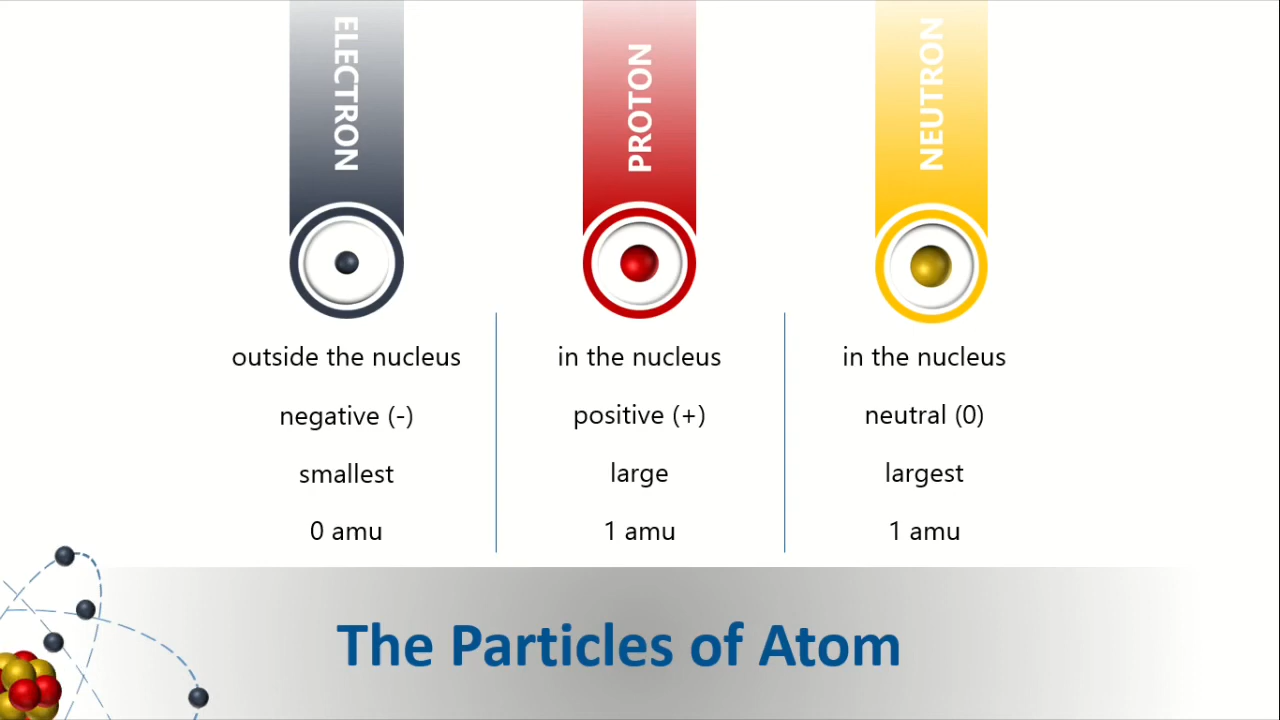 ELECTRON
PROTON
NEUTRON
outside the nucleus
in the nucleus
in the nucleus
negative (-)
positive (+)
neutral (0)
smallest
large
largest
0 amu
1 amu
1 amu
The Particles of Atom